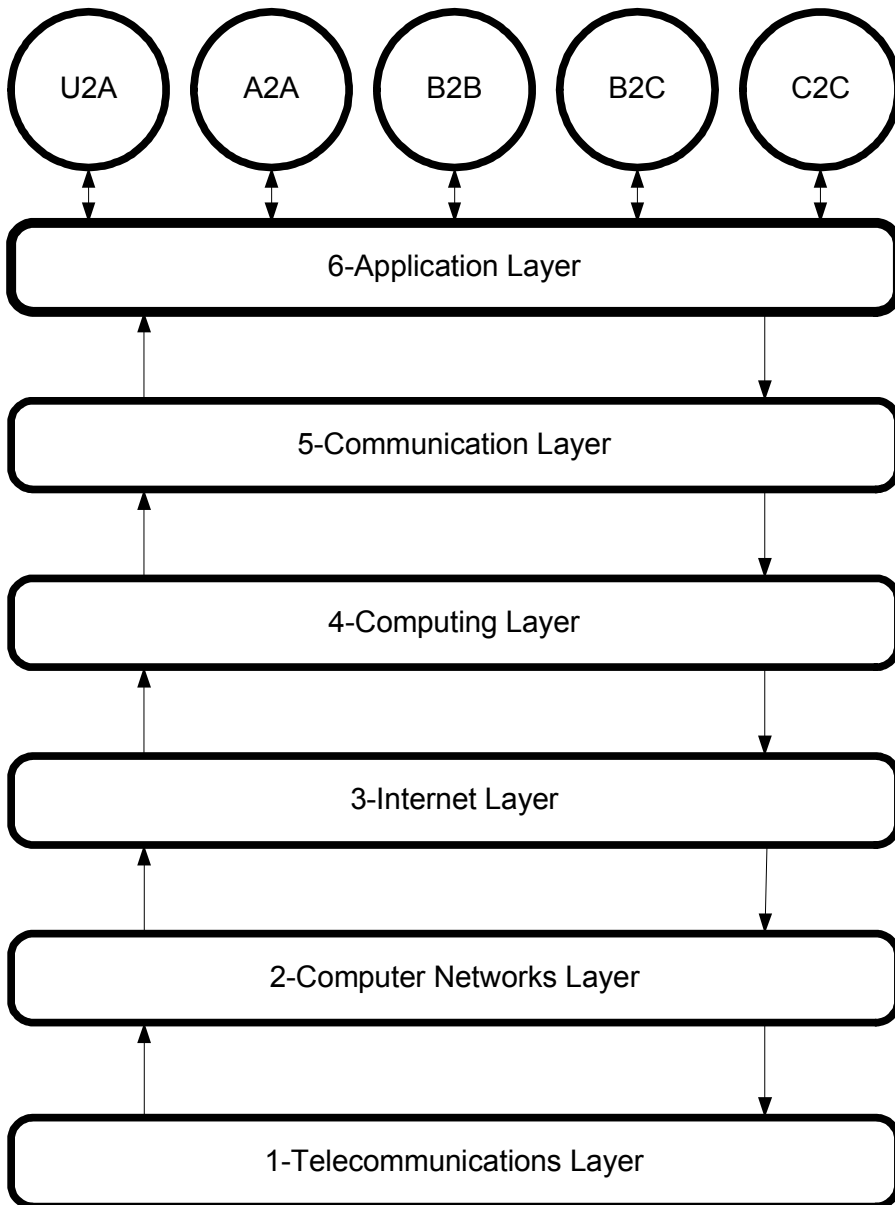 U2A
A2A
B2B
B2C
C2C
6-Application Layer
5-Communication Layer
4-Computing Layer
3-Internet Layer
2-Computer Networks Layer
1-Telecommunications Layer